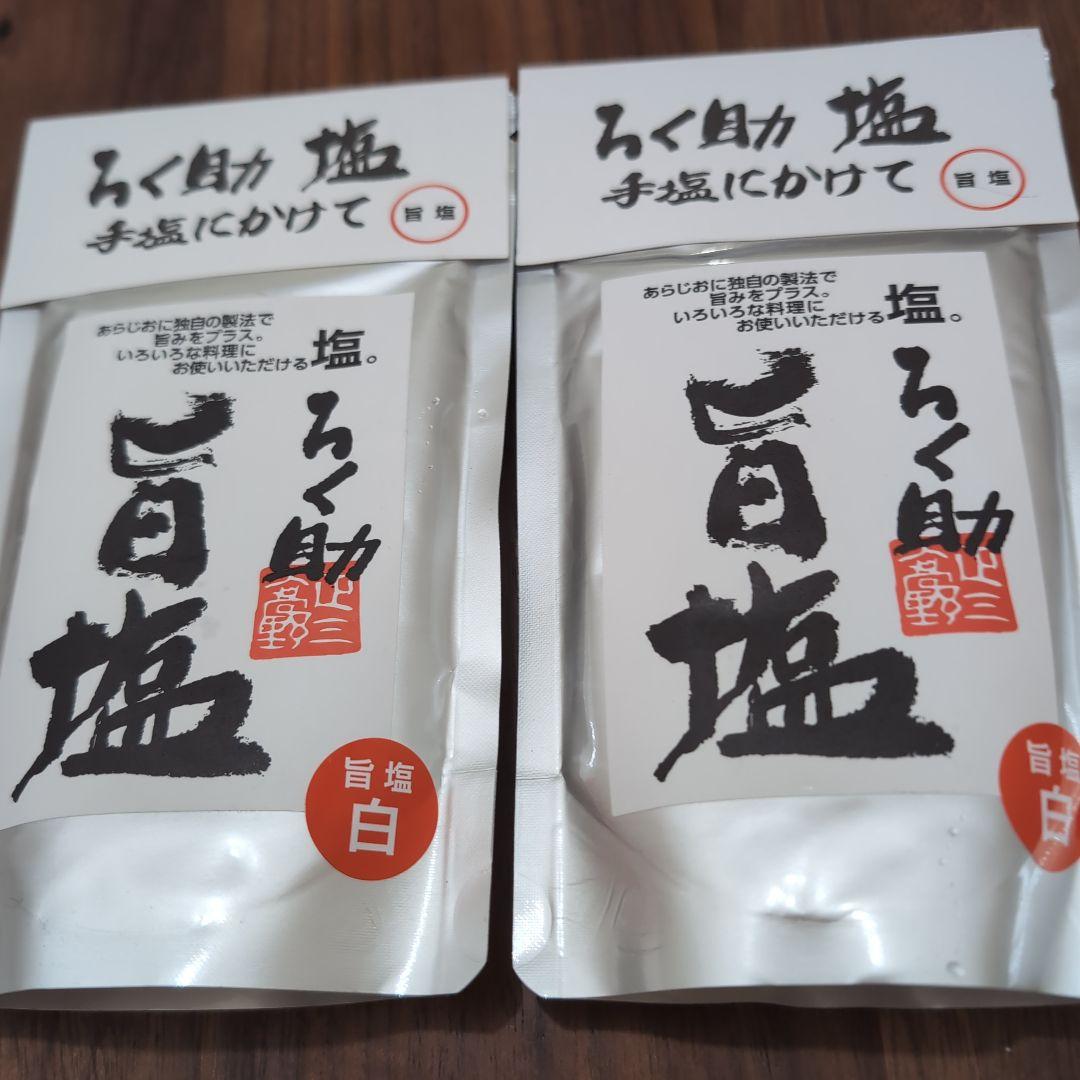 ろく助 塩
手塩にかけて
旨塩
あらじおに独自の製法で
旨みをプラス。
いろいろな料理に
お使いいただける塩。
ろく助
旨塩
旨塩
白
ろく助 塩
手塩にかけて
旨塩
あらじおに独自の製法で
旨みをプラス。
いろいろな料理に
お使いいただける塩。
ろく助
旨塩
旨塩
白